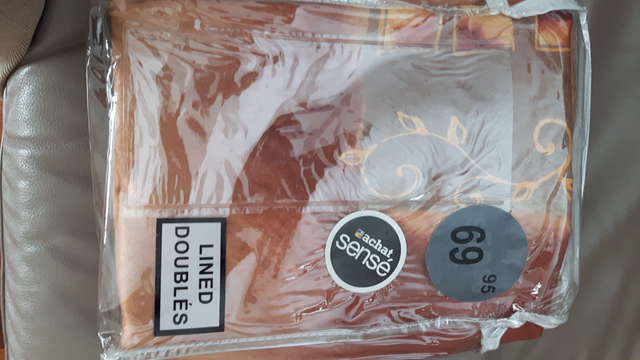 LINED
DOUBLÉS
achat
sensé
69 95